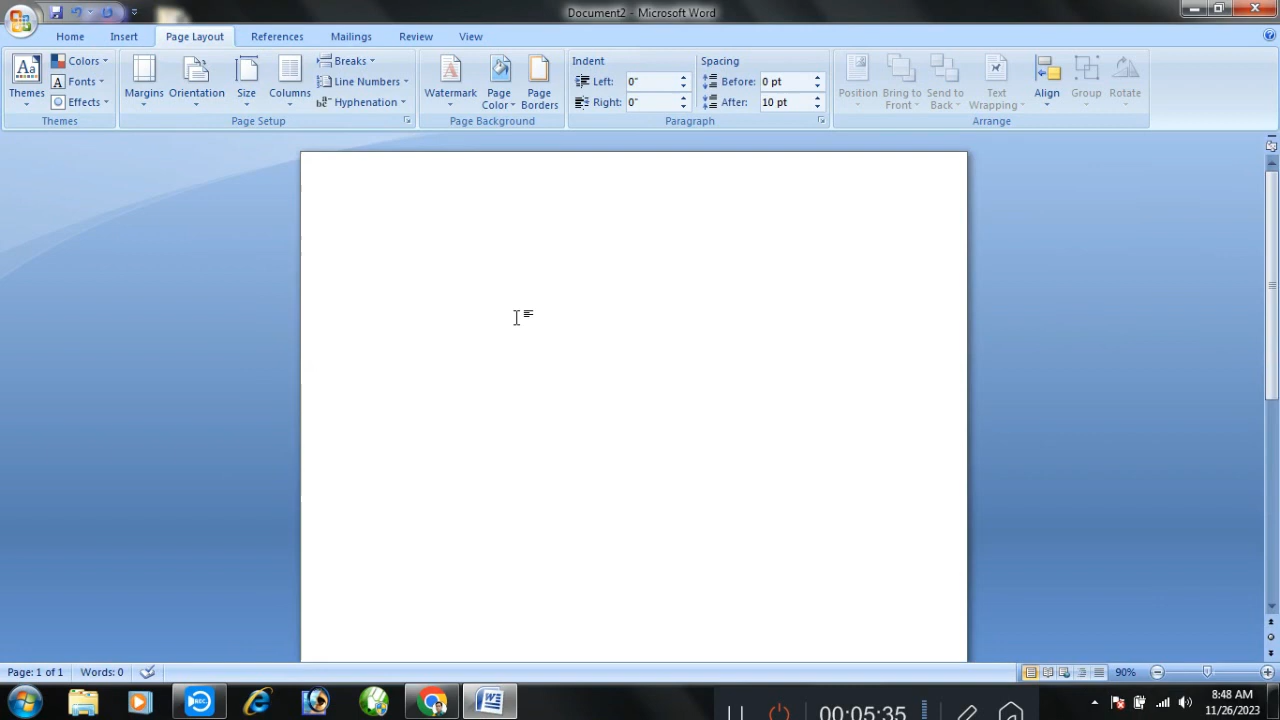 Document2 - Microsoft Word
Home Insert Page Layout References Mailings Review View
Themes
Colors
Fonts
Effects
Themes
Margins
Orientation
Size
Columns
Breaks
Line Numbers
Hyphenation
Page Setup
Watermark
Page Color
Page Borders
Page Background
Indent
Left: 0"
Right: 0"
Spacing
Before: 0 pt
After: 10 pt
Paragraph
Position
Bring to Front
Send to Back
Text Wrapping
Align
Group
Rotate
Arrange
Page: 1 of 1 Words: 0
90%
REC
00:05:35
8:48 AM
11/26/2023